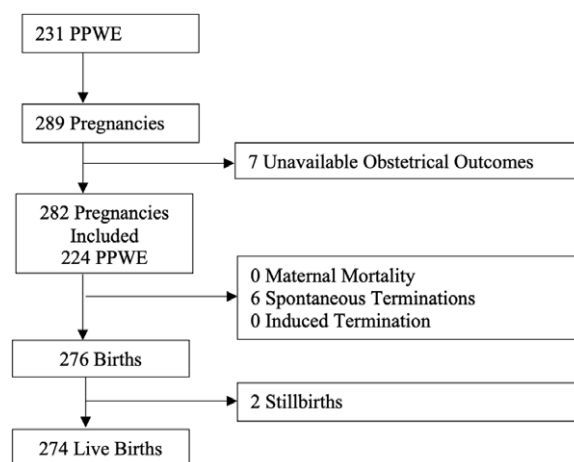 231 PPWE
289 Pregnancies
7 Unavailable Obstetrical Outcomes
282 Pregnancies
Included
224 PPWE
0 Maternal Mortality
6 Spontaneous Terminations
0 Induced Termination
276 Births
2 Stillbirths
274 Live Births